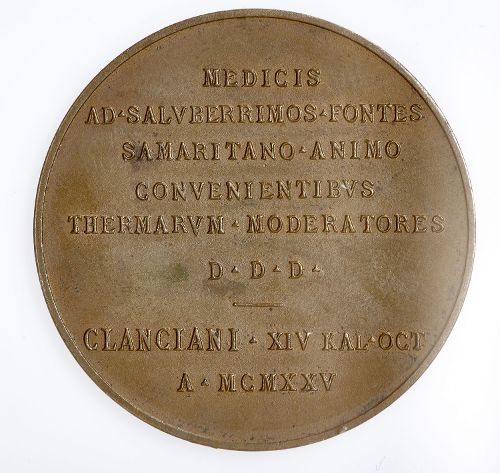 MEDICIS
AD·SALVBERRIMOS·FONTES
SAMARITANO·ANIMO
CONVENIENTIBVS
THERMARVM·MODERATORES
D·D·D·
CLANCIANI·XIV KAL·OCT
A·MCMXXV